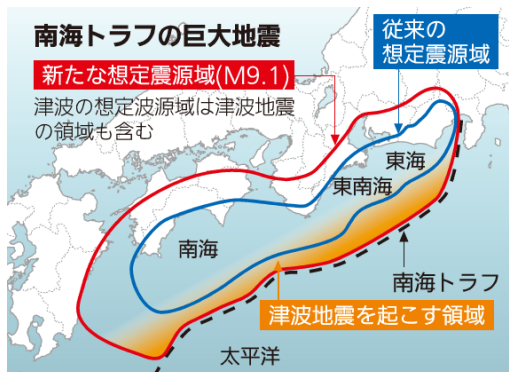 南海トラフの巨大地震
新たな想定震源域(M9.1)
津波の想定波源域は津波地震
の領域も含む
従来の
想定震源域
東海
東南海
南海
南海トラフ
津波地震を起こす領域
太平洋